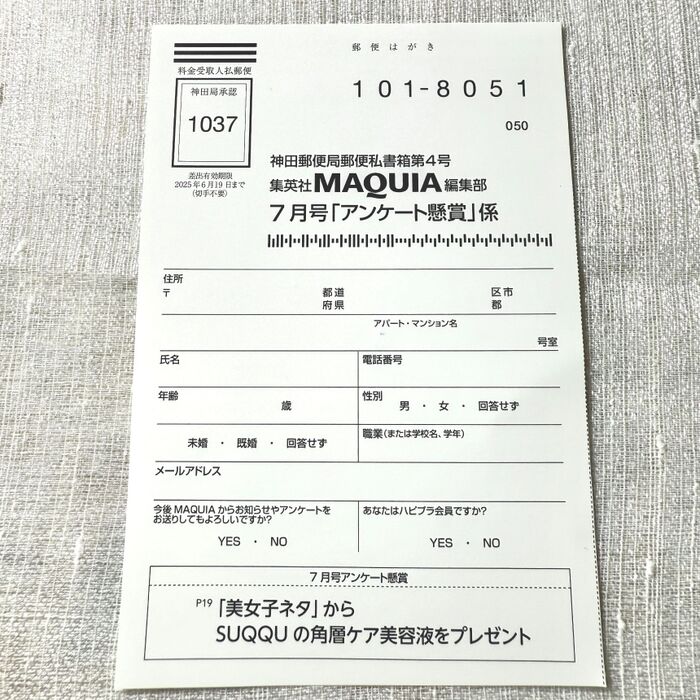 郵便はがき
料金受取人払郵便
神田局承認
1037
差出有効期限
2025年6月19日まで
(切手不要)
101-8051
050
神田郵便局郵便私書箱第4号
集英社MAQUIA編集部
7月号「アンケート懸賞」係
住所
〒 都道 区市
府県 郡
アパート・マンション名
号室
氏名 電話番号
年齢 歳 性別 男 ・ 女 ・ 回答せず
未婚 ・ 既婚 ・ 回答せず 職業(または学校名、学年)
メールアドレス
今後MAQUIAからお知らせやアンケートを
お送りしてもよろしいですか?
YES ・ NO
あなたはハピプラ会員ですか?
YES ・ NO
7月号アンケート懸賞
P19「美女子ネタ」から
SUQQUの角層ケア美容液をプレゼント